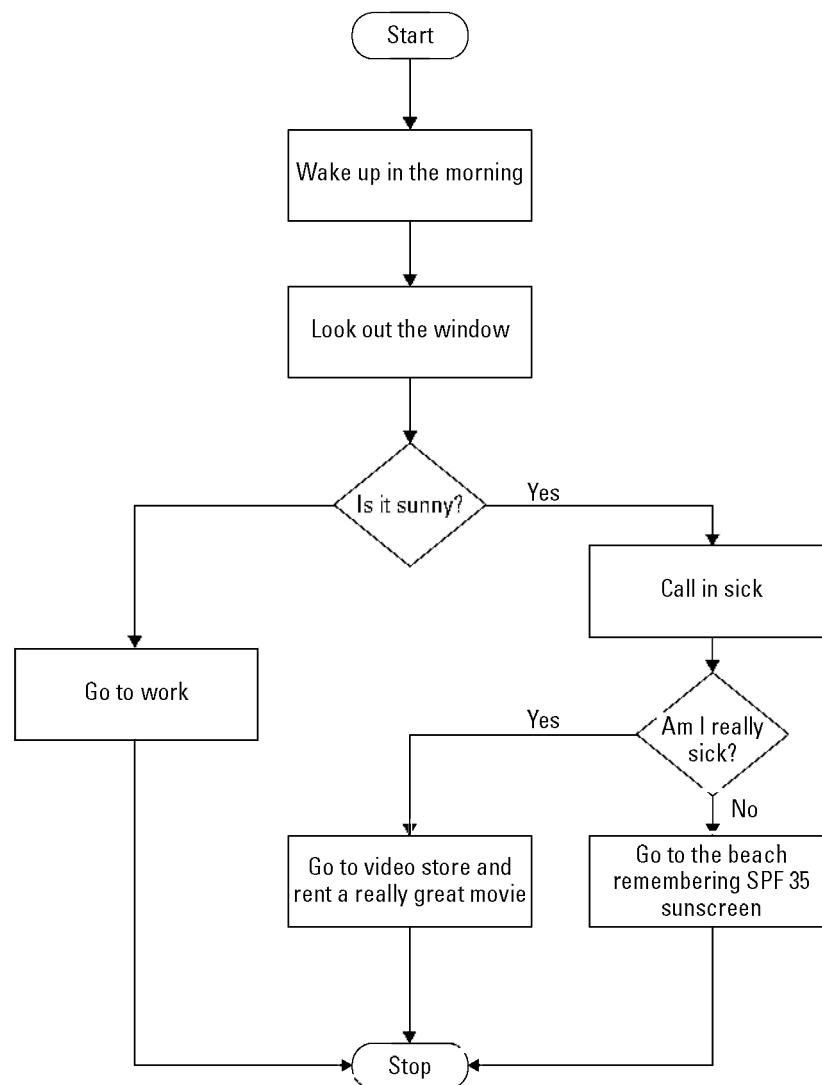 Start
Wake up in the morning
Look out the window
Is it sunny?
Yes
Call in sick
Go to work
Yes
Am I really
sick?
No
Go to video store and
rent a really great movie
Go to the beach
remembering SPF 35
sunscreen
Stop